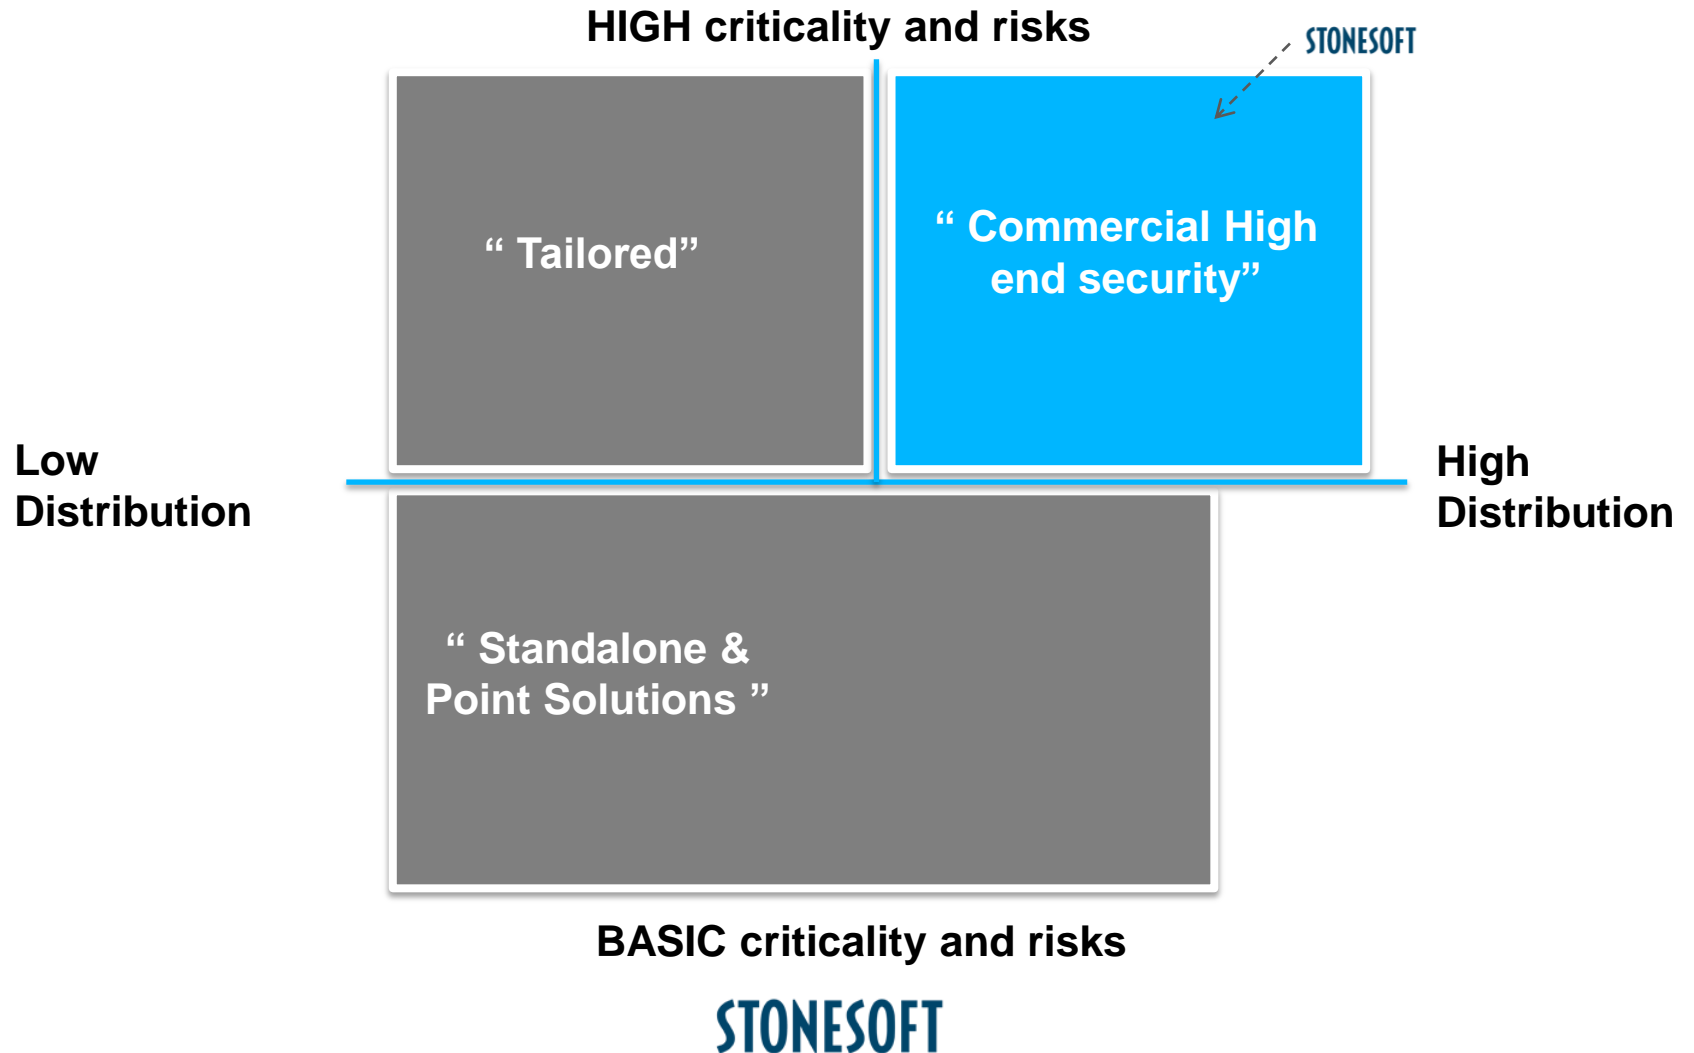 HIGH criticality and risks
STONESOFT
“ Tailored”
“ Commercial High
end security”
Low
Distribution
High
Distribution
“ Standalone &
Point Solutions ”
BASIC criticality and risks
STONESOFT